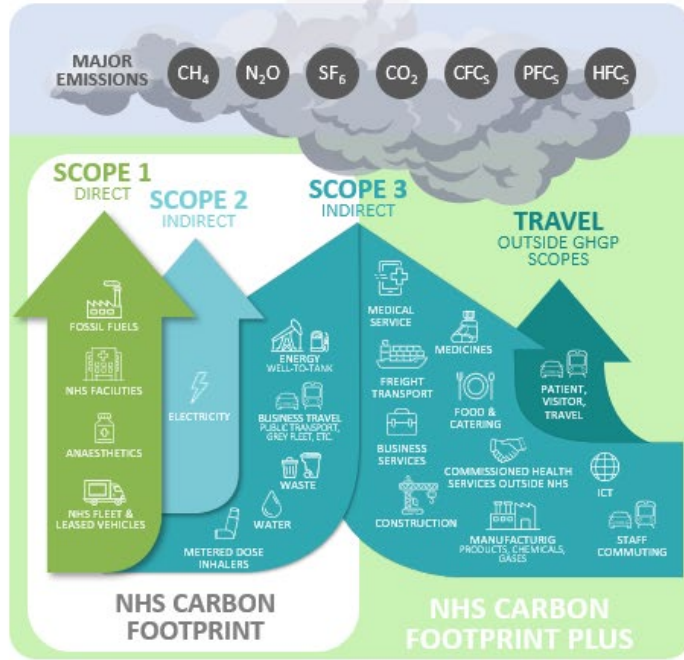 MAJOR
EMISSIONS
CH4
N2O
SF6
CO2
CFCS
PFCS
HFCS
SCOPE 1
DIRECT
SCOPE 2
INDIRECT
SCOPE 3
INDIRECT
TRAVEL
OUTSIDE GHGP
SCOPES
FOSSIL FUELS
NHS FACILITIES
ANAESTHETICS
NHS FLEET &
LEASED VEHICLES
ELECTRICITY
ENERGY
WELL-TO-TANK
BUSINESS TRAVEL
PUBLIC TRANSPORT,
GREY FLEET, ETC.
WASTE
WATER
METERED DOSE
INHALERS
MEDICAL
SERVICE
MEDICINES
FREIGHT
TRANSPORT
FOOD &
CATERING
BUSINESS
SERVICES
COMMISSIONED HEALTH
SERVICES OUTSIDE NHS
CONSTRUCTION
MANUFACTURIG
PRODUCTS, CHEMICALS,
GASES
PATIENT,
VISITOR,
TRAVEL
ICT
STAFF
COMMUTING
NHS CARBON
FOOTPRINT
NHS CARBON
FOOTPRINT PLUS